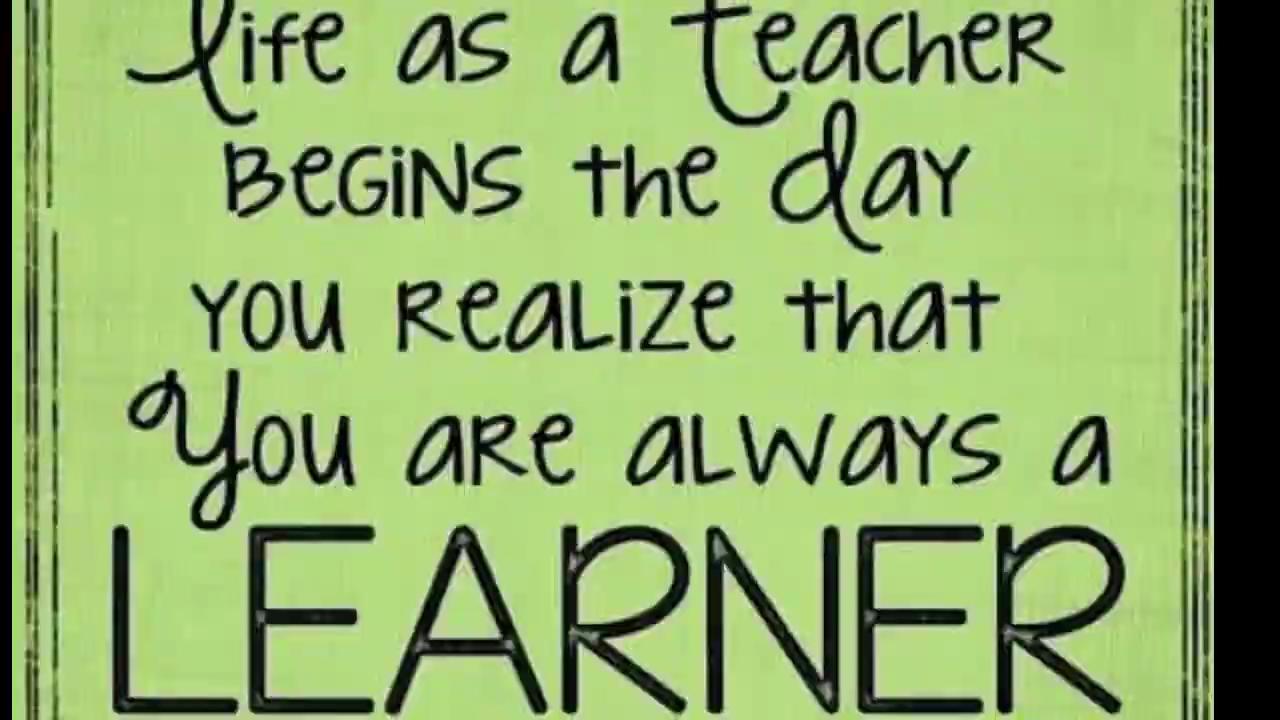 Life as a Teacher
BeGiNS the day
YOU ReaLiZe that
You aRe aLWaYS a
LEARNER